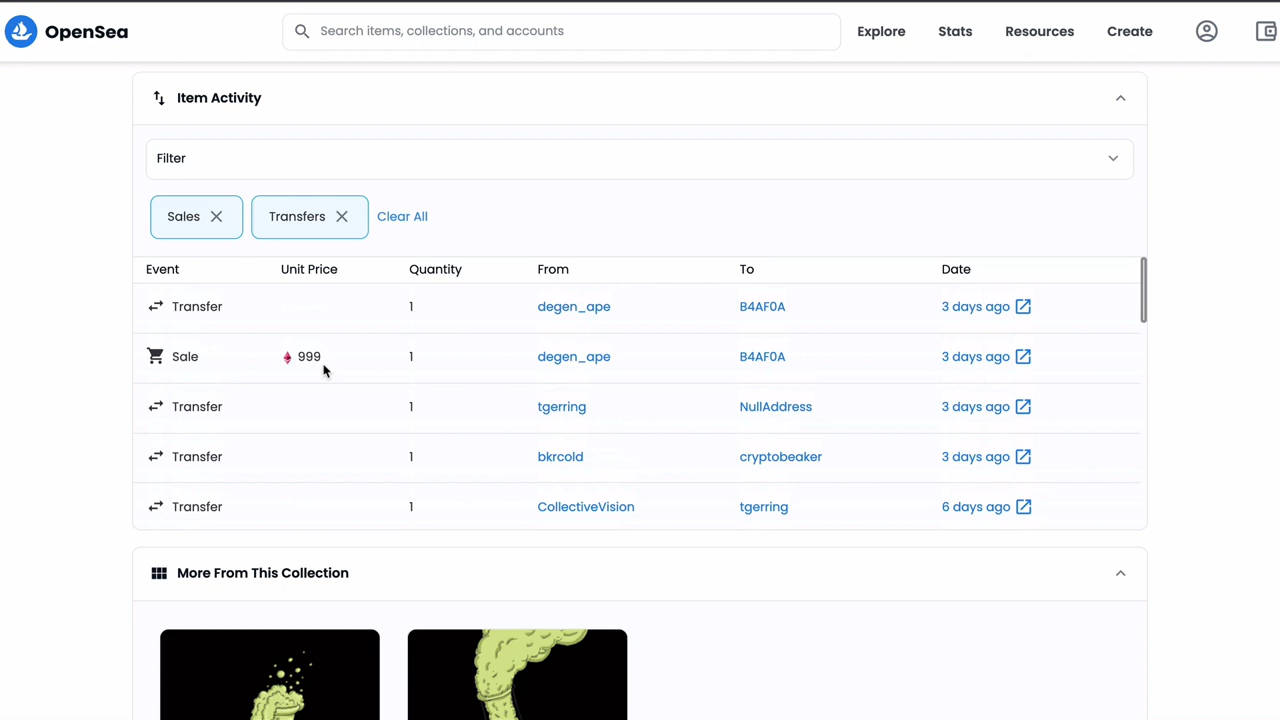 OpenSea Search items, collections, and accounts Explore Stats Resources Create
Item Activity
Filter
Sales Transfers Clear All
Event Unit Price Quantity From To Date
Transfer 1 degen_ape B4AF0A 3 days ago
Sale 999 1 degen_ape B4AF0A 3 days ago
Transfer 1 tgerring NullAddress 3 days ago
Transfer 1 bkrcold cryptobeaker 3 days ago
Transfer 1 CollectiveVision tgerring 6 days ago
More From This Collection